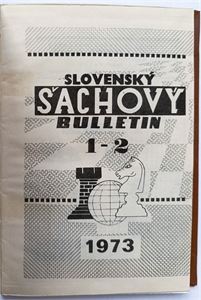 SLOVENSKÝ
ŠACHOVÝ
BULLETIN
1-2
1973